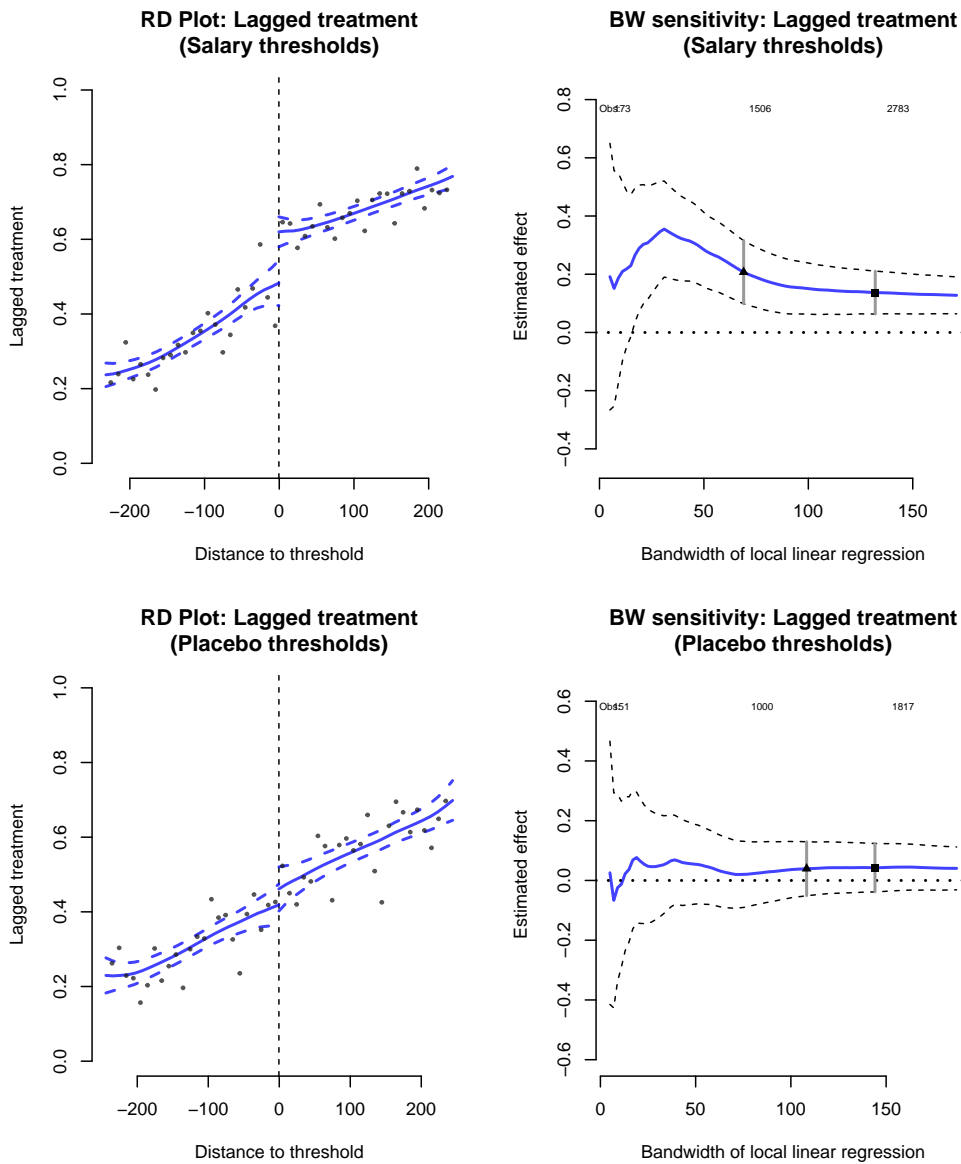 RD Plot: Lagged treatment
(Salary thresholds)
Lagged treatment
0.0 0.2 0.4 0.6 0.8 1.0
−200 −100 0 100 200
Distance to threshold
BW sensitivity: Lagged treatment
(Salary thresholds)
Estimated effect
−0.4 −0.2 0.0 0.2 0.4 0.6 0.8
Obs: 173 1506 2783
0 50 100 150
Bandwidth of local linear regression
RD Plot: Lagged treatment
(Placebo thresholds)
Lagged treatment
0.0 0.2 0.4 0.6 0.8 1.0
−200 −100 0 100 200
Distance to threshold
BW sensitivity: Lagged treatment
(Placebo thresholds)
Estimated effect
−0.6 −0.4 −0.2 0.0 0.2 0.4 0.6
Obs: 151 1000 1817
0 50 100 150
Bandwidth of local linear regression